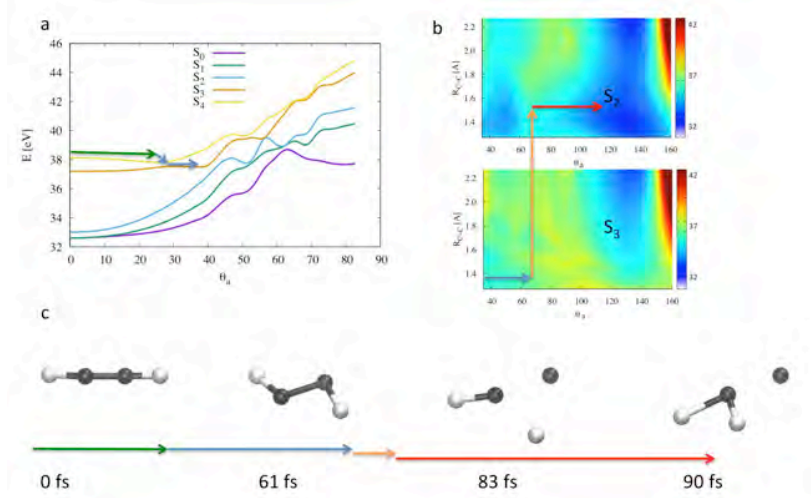 a
46
44
42
40
38
36
34
32
E [eV]
S₀
S₁
S₂
S₃
S₄
0 10 20 30 40 50 60 70 80 90
θₐ
b
2.2
2.0
1.8
1.6
1.4
R_C-C [A]
S₂
42
37
32
40 60 80 100 120 140 160
θₐ
2.2
2.0
1.8
1.6
1.4
R_C-C [A]
S₃
42
37
32
40 60 80 100 120 140 160
θₐ
c
0 fs 61 fs 83 fs 90 fs